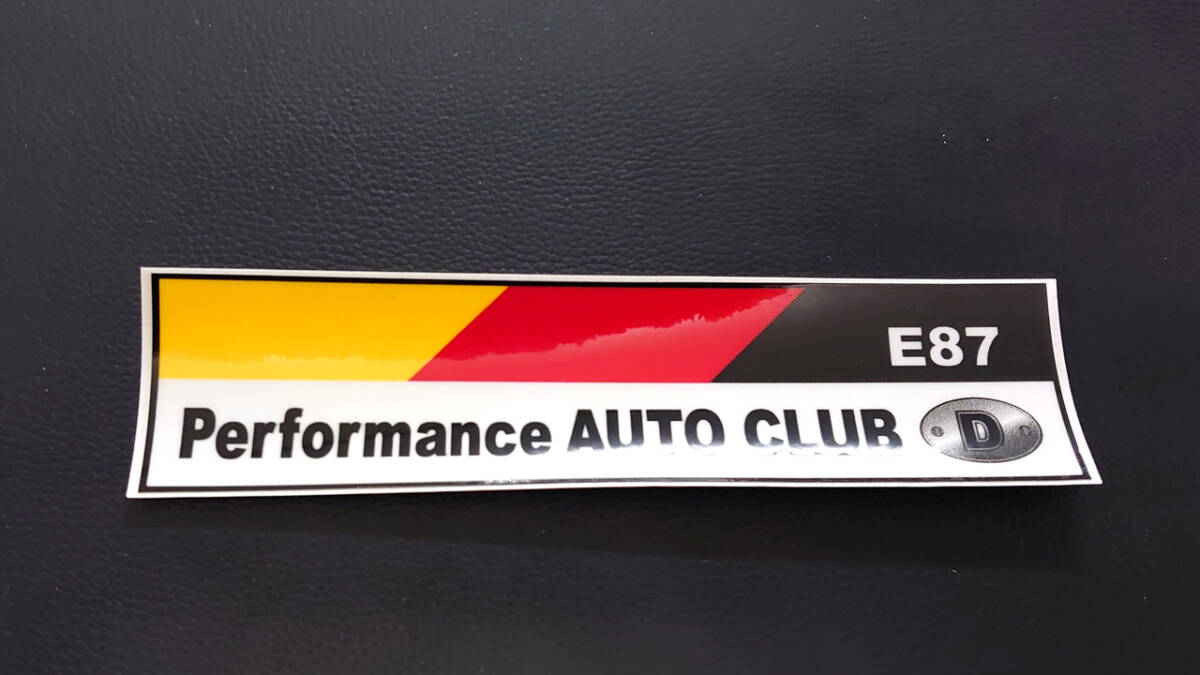 E87
Performance AUTO CLUB D